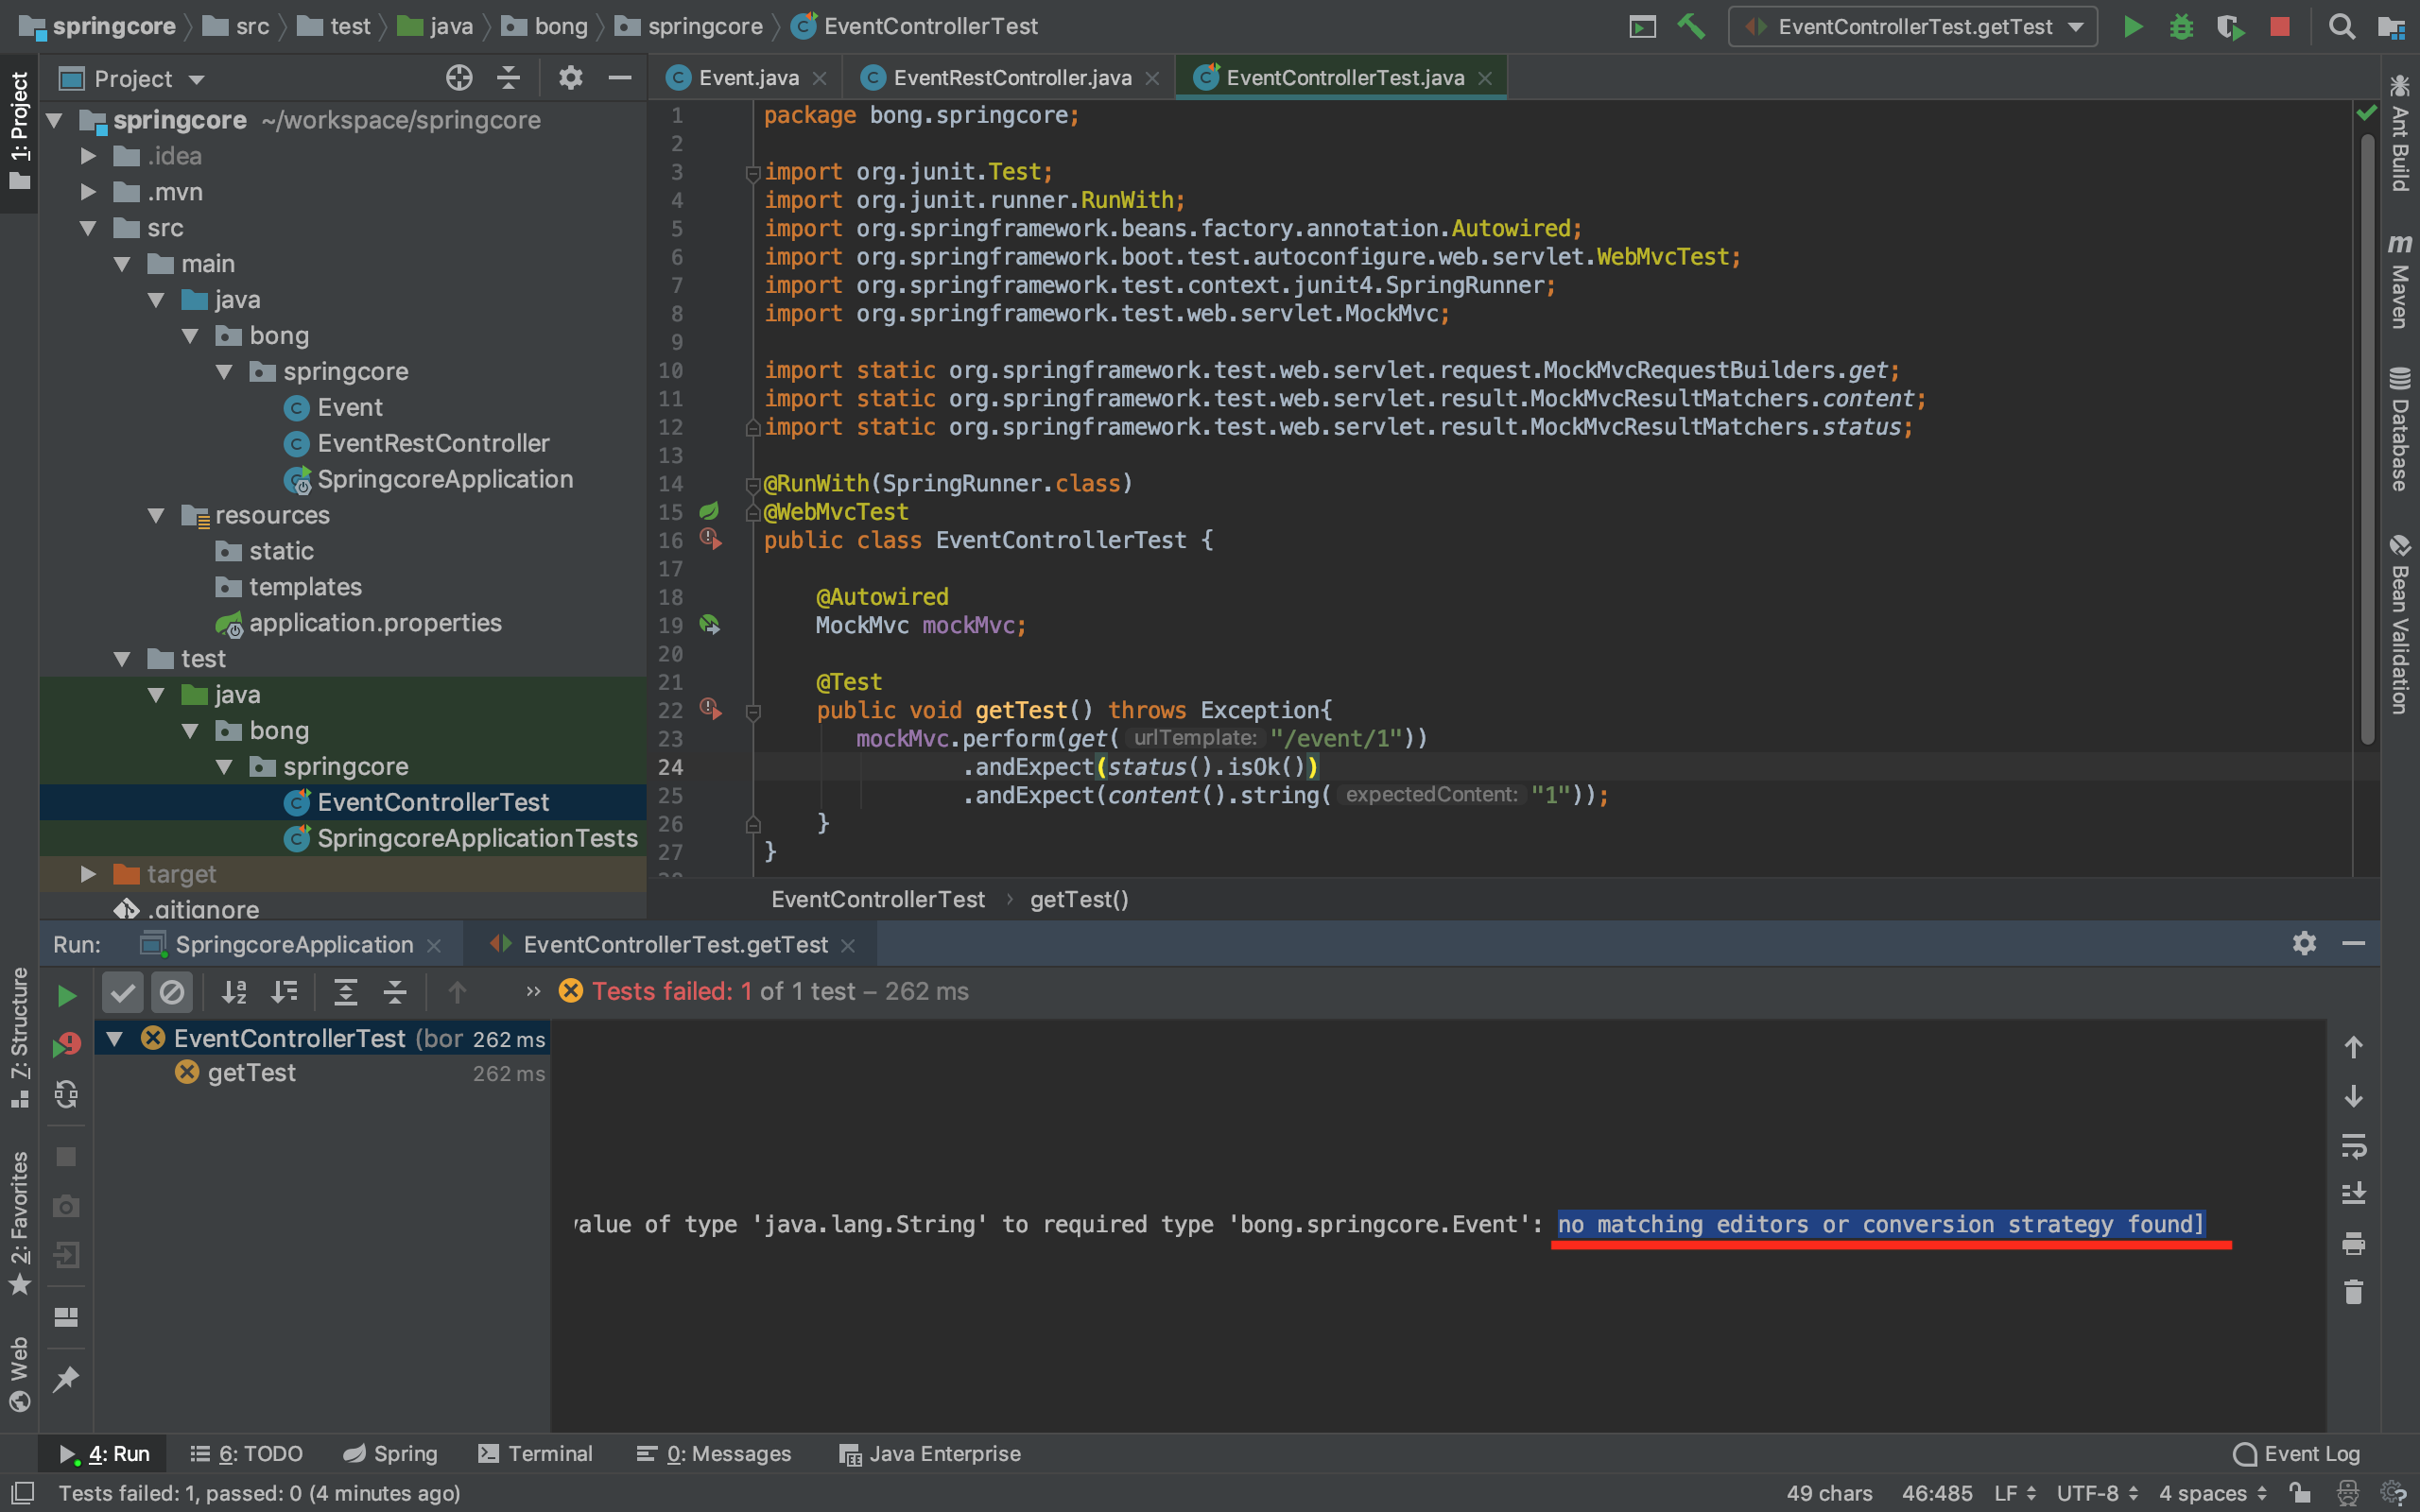 springcore src test java bong springcore EventControllerTest EventControllerTest.getTest
Project
Event.java EventRestController.java EventControllerTest.java
1: Project
springcore ~/workspace/springcore
.idea
.mvn
src
main
java
bong
springcore
Event
EventRestController
SpringcoreApplication
resources
static
templates
application.properties
test
java
bong
springcore
EventControllerTest
SpringcoreApplicationTests
target
.gitignore
1 package bong.springcore;
2
3 import org.junit.Test;
4 import org.junit.runner.RunWith;
5 import org.springframework.beans.factory.annotation.Autowired;
6 import org.springframework.boot.test.autoconfigure.web.servlet.WebMvcTest;
7 import org.springframework.test.context.junit4.SpringRunner;
8 import org.springframework.test.web.servlet.MockMvc;
9
10 import static org.springframework.test.web.servlet.request.MockMvcRequestBuilders.get;
11 import static org.springframework.test.web.servlet.result.MockMvcResultMatchers.content;
12 import static org.springframework.test.web.servlet.result.MockMvcResultMatchers.status;
13
14 @RunWith(SpringRunner.class)
15 @WebMvcTest
16 public class EventControllerTest {
17
18 @Autowired
19 MockMvc mockMvc;
20
21 @Test
22 public void getTest() throws Exception{
23 mockMvc.perform(get( urlTemplate: "/event/1"))
24 .andExpect(status().isOk())
25 .andExpect(content().string( expectedContent: "1"));
26 }
27 }
EventControllerTest › getTest()
Ant Build
Maven
Database
Bean Validation
Run: SpringcoreApplication EventControllerTest.getTest
Tests failed: 1 of 1 test – 262 ms
EventControllerTest (bor 262 ms
getTest 262 ms
value of type 'java.lang.String' to required type 'bong.springcore.Event': no matching editors or conversion strategy found]
7: Structure
2: Favorites
Web
4: Run 6: TODO Spring Terminal 0: Messages Java Enterprise Event Log
Tests failed: 1, passed: 0 (4 minutes ago) 49 chars 46:485 LF UTF-8 4 spaces